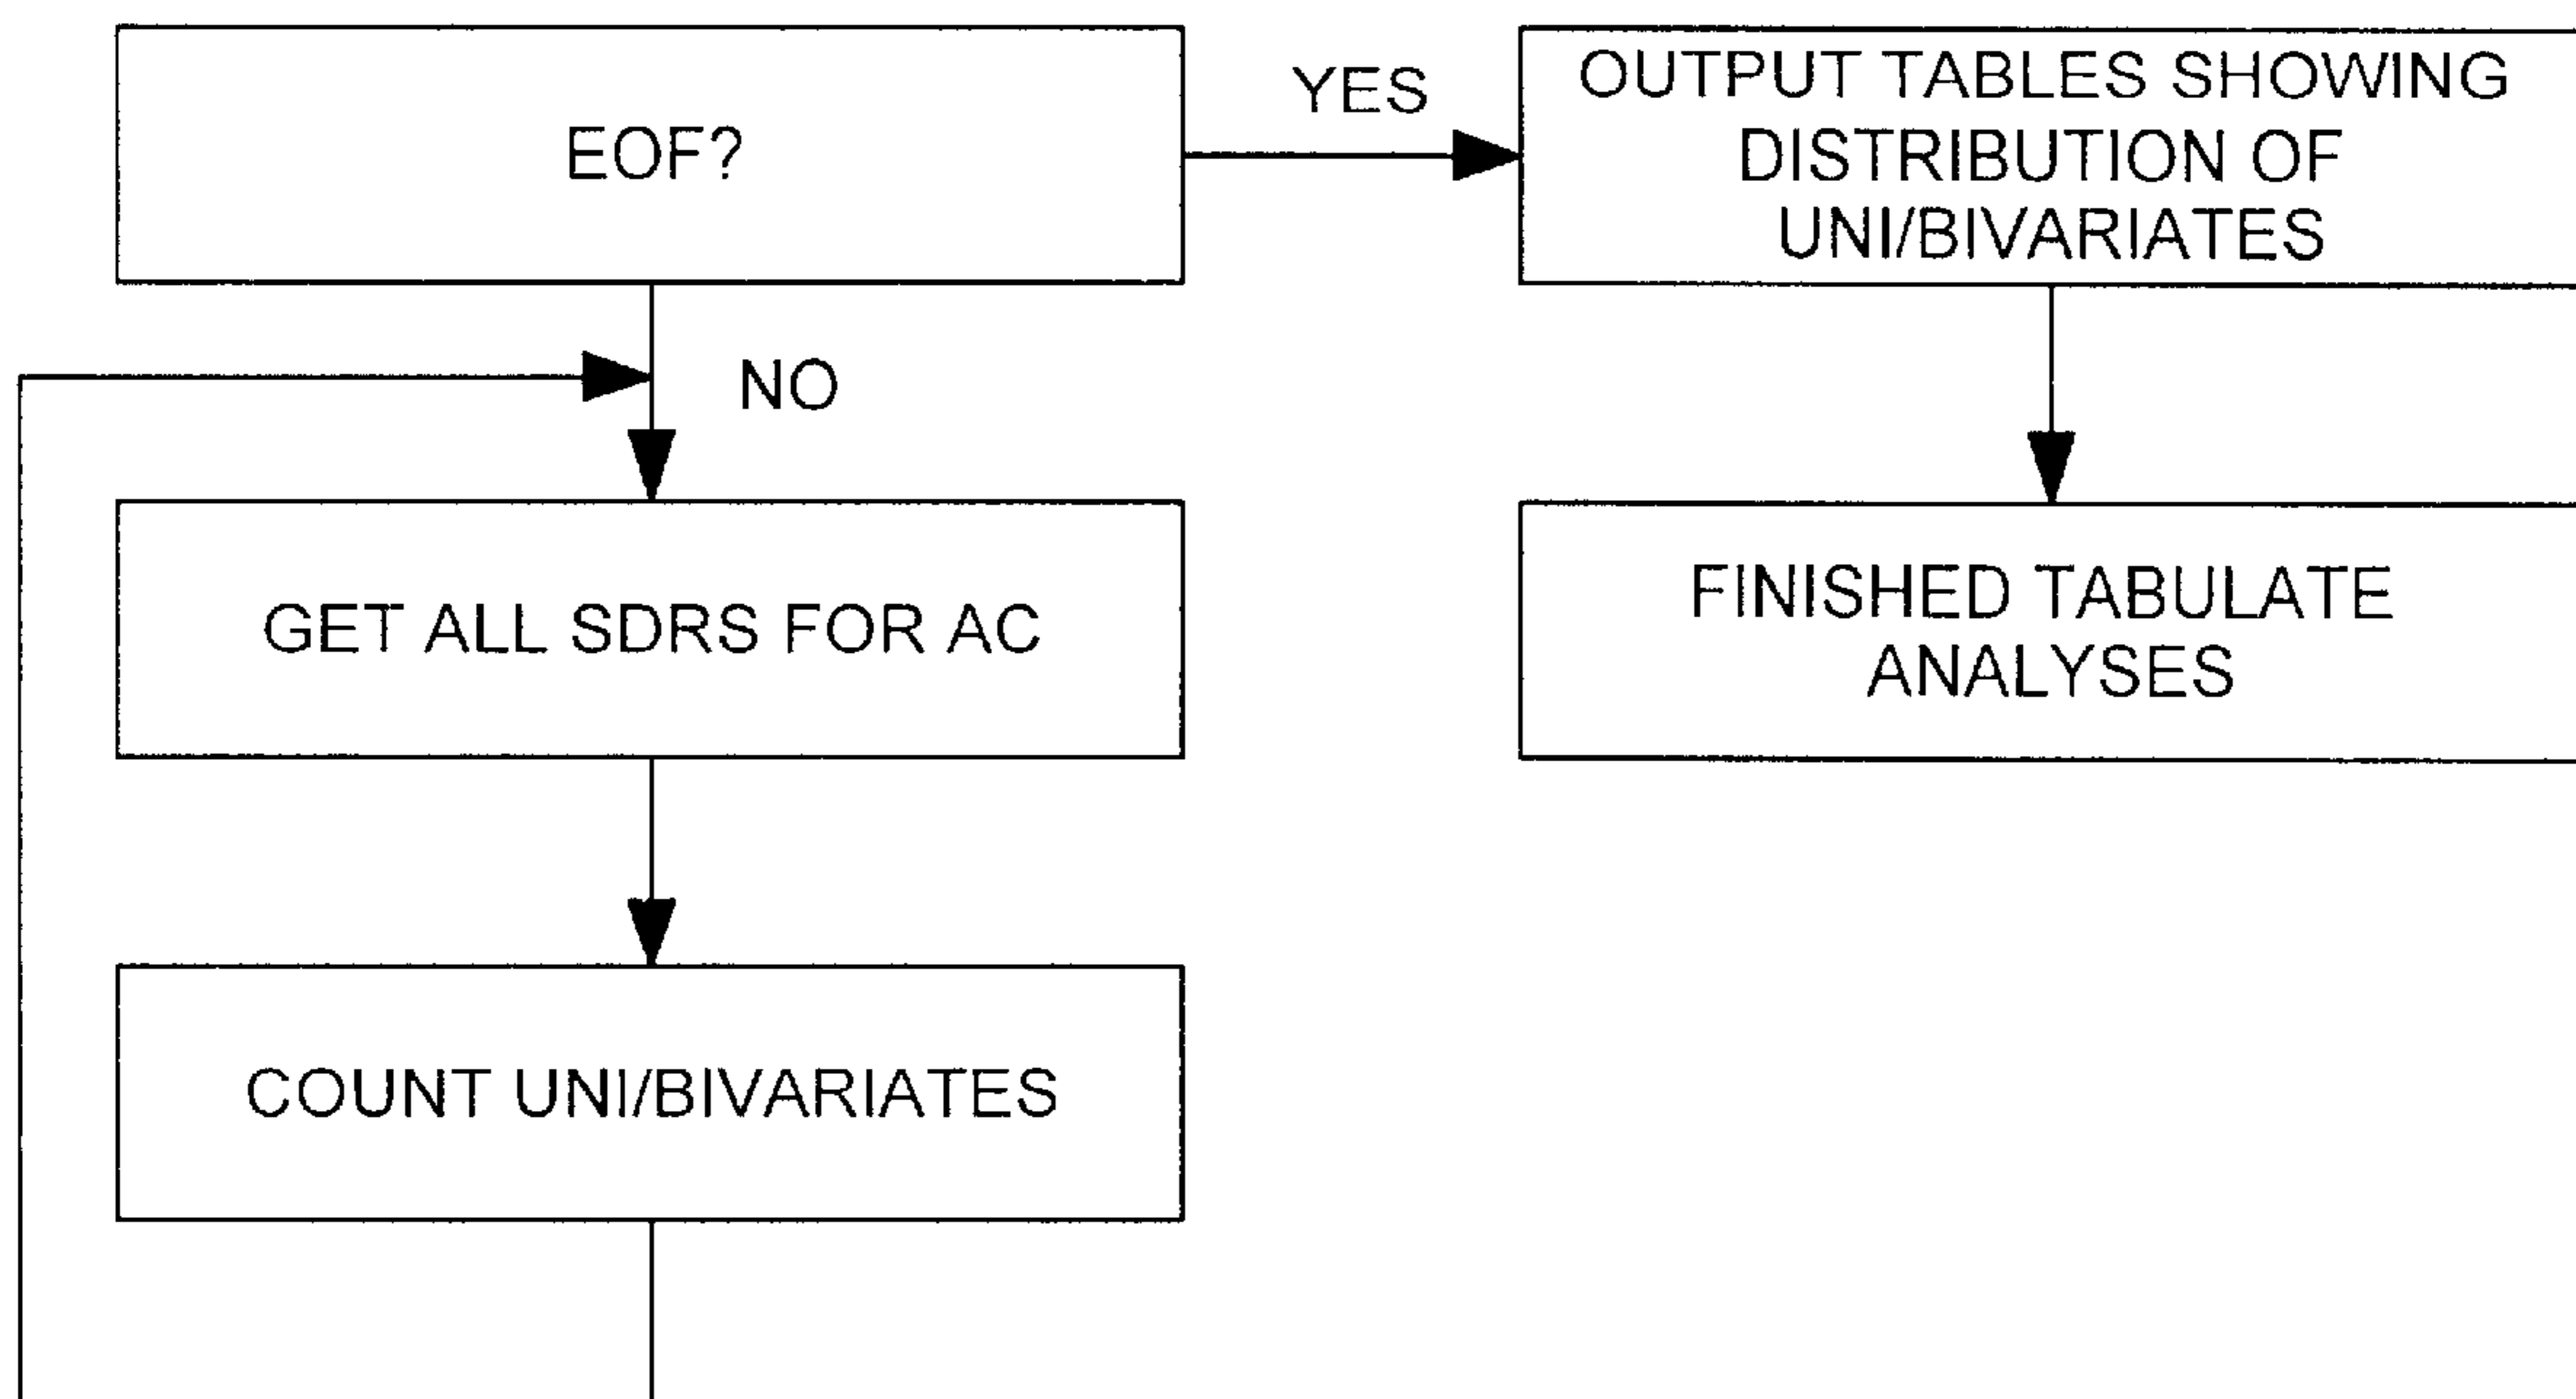 EOF?
YES
OUTPUT TABLES SHOWING
DISTRIBUTION OF
UNI/BIVARIATES
NO
GET ALL SDRS FOR AC
FINISHED TABULATE
ANALYSES
COUNT UNI/BIVARIATES